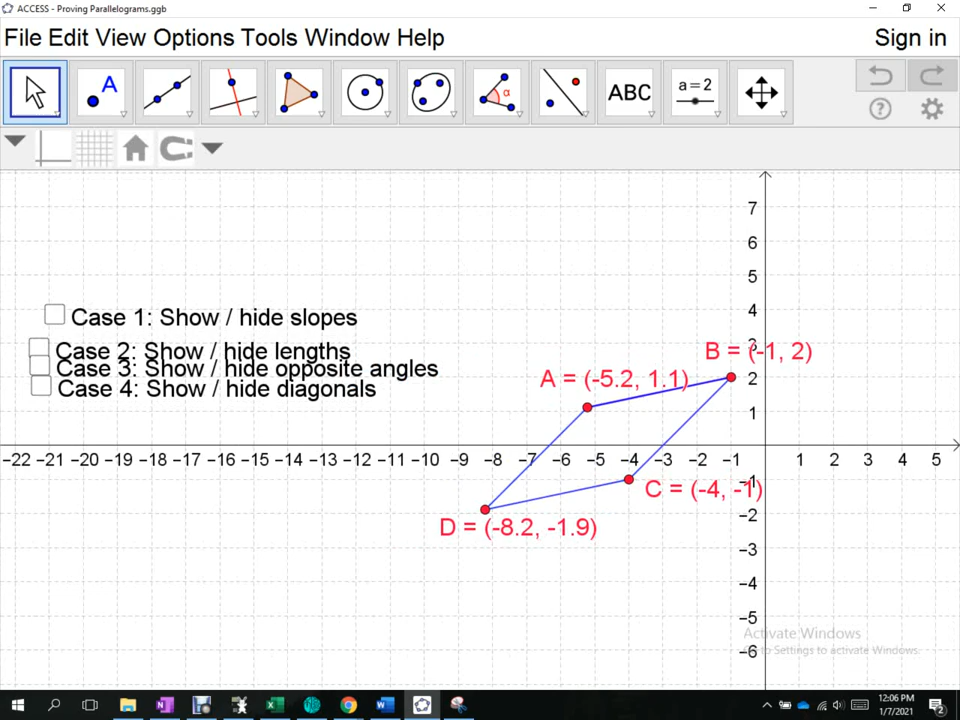 ACCESS - Proving Parallelograms.ggb
File Edit View Options Tools Window Help Sign in
A α ABC a = 2
7
6
5
4
Case 1: Show / hide slopes
3
Case 2: Show / hide lengths
B = (-1, 2)
Case 3: Show / hide opposite angles
A = (-5.2, 1.1)
2
Case 4: Show / hide diagonals
1
-22 -21 -20 -19 -18 -17 -16 -15 -14 -13 -12 -11 -10 -9 -8 -7 -6 -5 -4 -3 -2 -1 1 2 3 4 5
-1
C = (-4, -1)
-2
D = (-8.2, -1.9)
-3
-4
-5
Activate Windows
Go to Settings to activate Windows.
-6
12:06 PM
1/7/2021
2